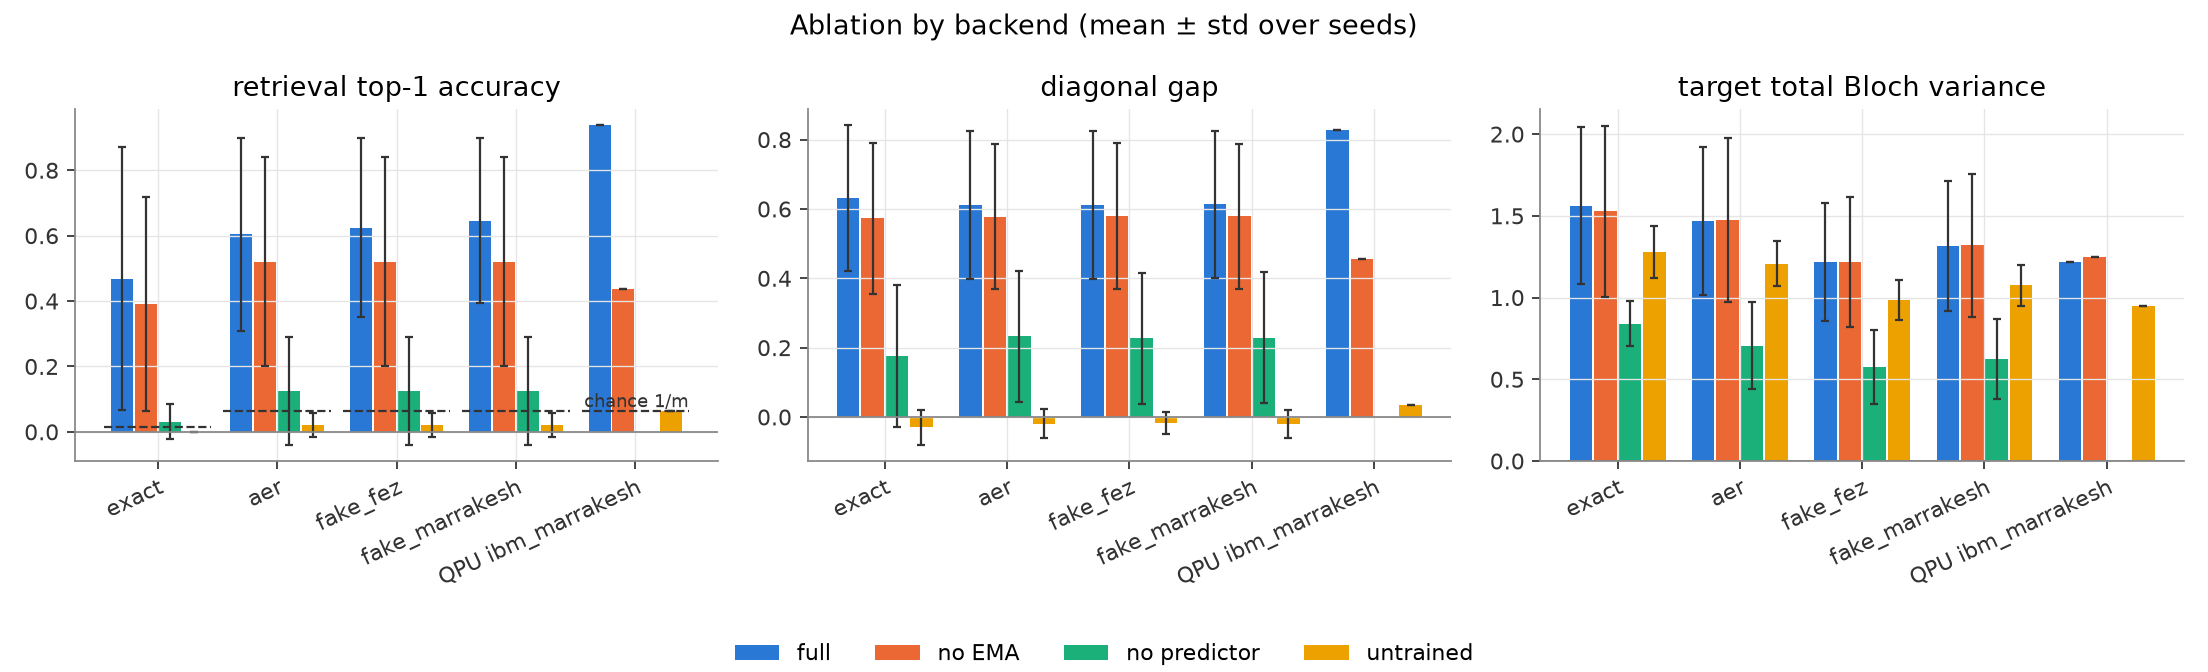 Ablation by backend (mean ± std over seeds)
retrieval top-1 accuracy
0.8
0.6
0.4
0.2
0.0
chance 1/m
exact
aer
fake_fez
fake_marrakesh
QPU ibm_marrakesh
diagonal gap
0.8
0.6
0.4
0.2
0.0
exact
aer
fake_fez
fake_marrakesh
QPU ibm_marrakesh
target total Bloch variance
2.0
1.5
1.0
0.5
0.0
exact
aer
fake_fez
fake_marrakesh
QPU ibm_marrakesh
full
no EMA
no predictor
untrained